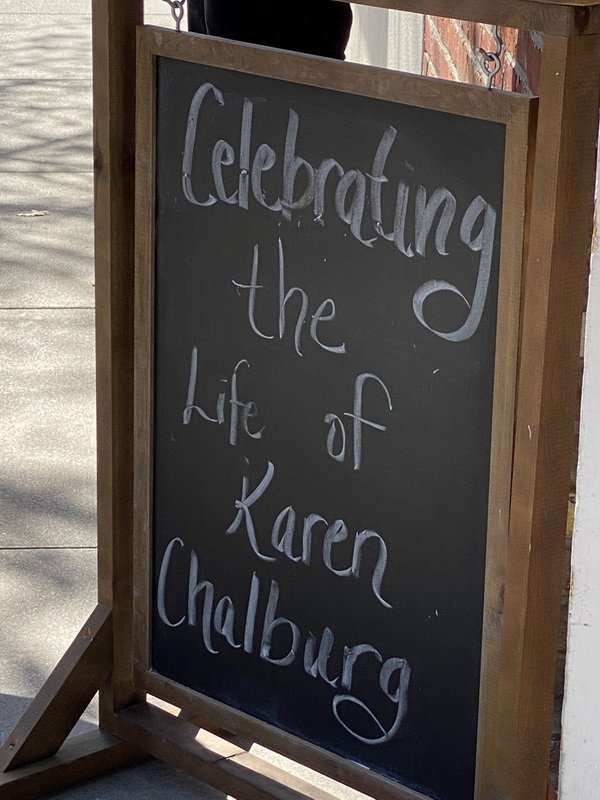 Celebrating
the
Life of
Karen
Chalburg